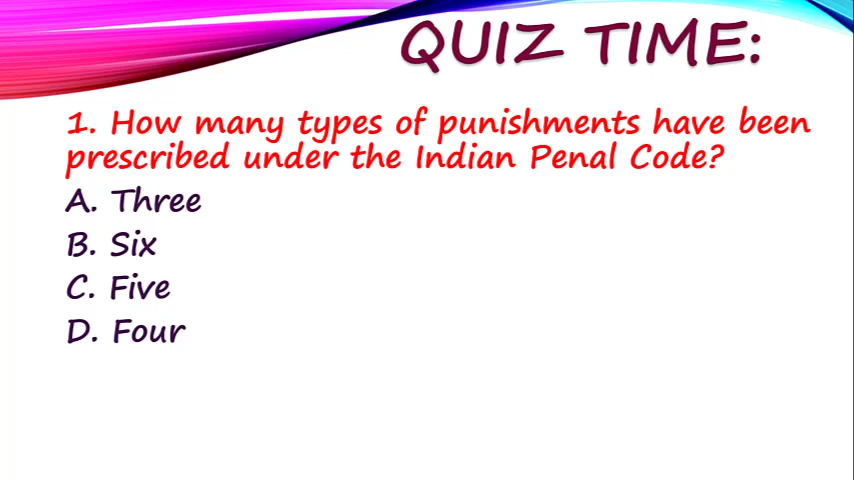 QUIZ TIME:
1. How many types of punishments have been
prescribed under the Indian Penal Code?
A. Three
B. Six
C. Five
D. Four